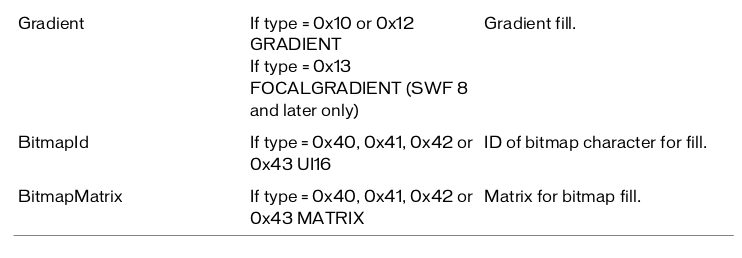 Gradient If type = 0x10 or 0x12 Gradient fill.
GRADIENT
If type = 0x13
FOCALGRADIENT (SWF 8
and later only)
BitmapId If type = 0x40, 0x41, 0x42 or ID of bitmap character for fill.
0x43 UI16
BitmapMatrix If type = 0x40, 0x41, 0x42 or Matrix for bitmap fill.
0x43 MATRIX